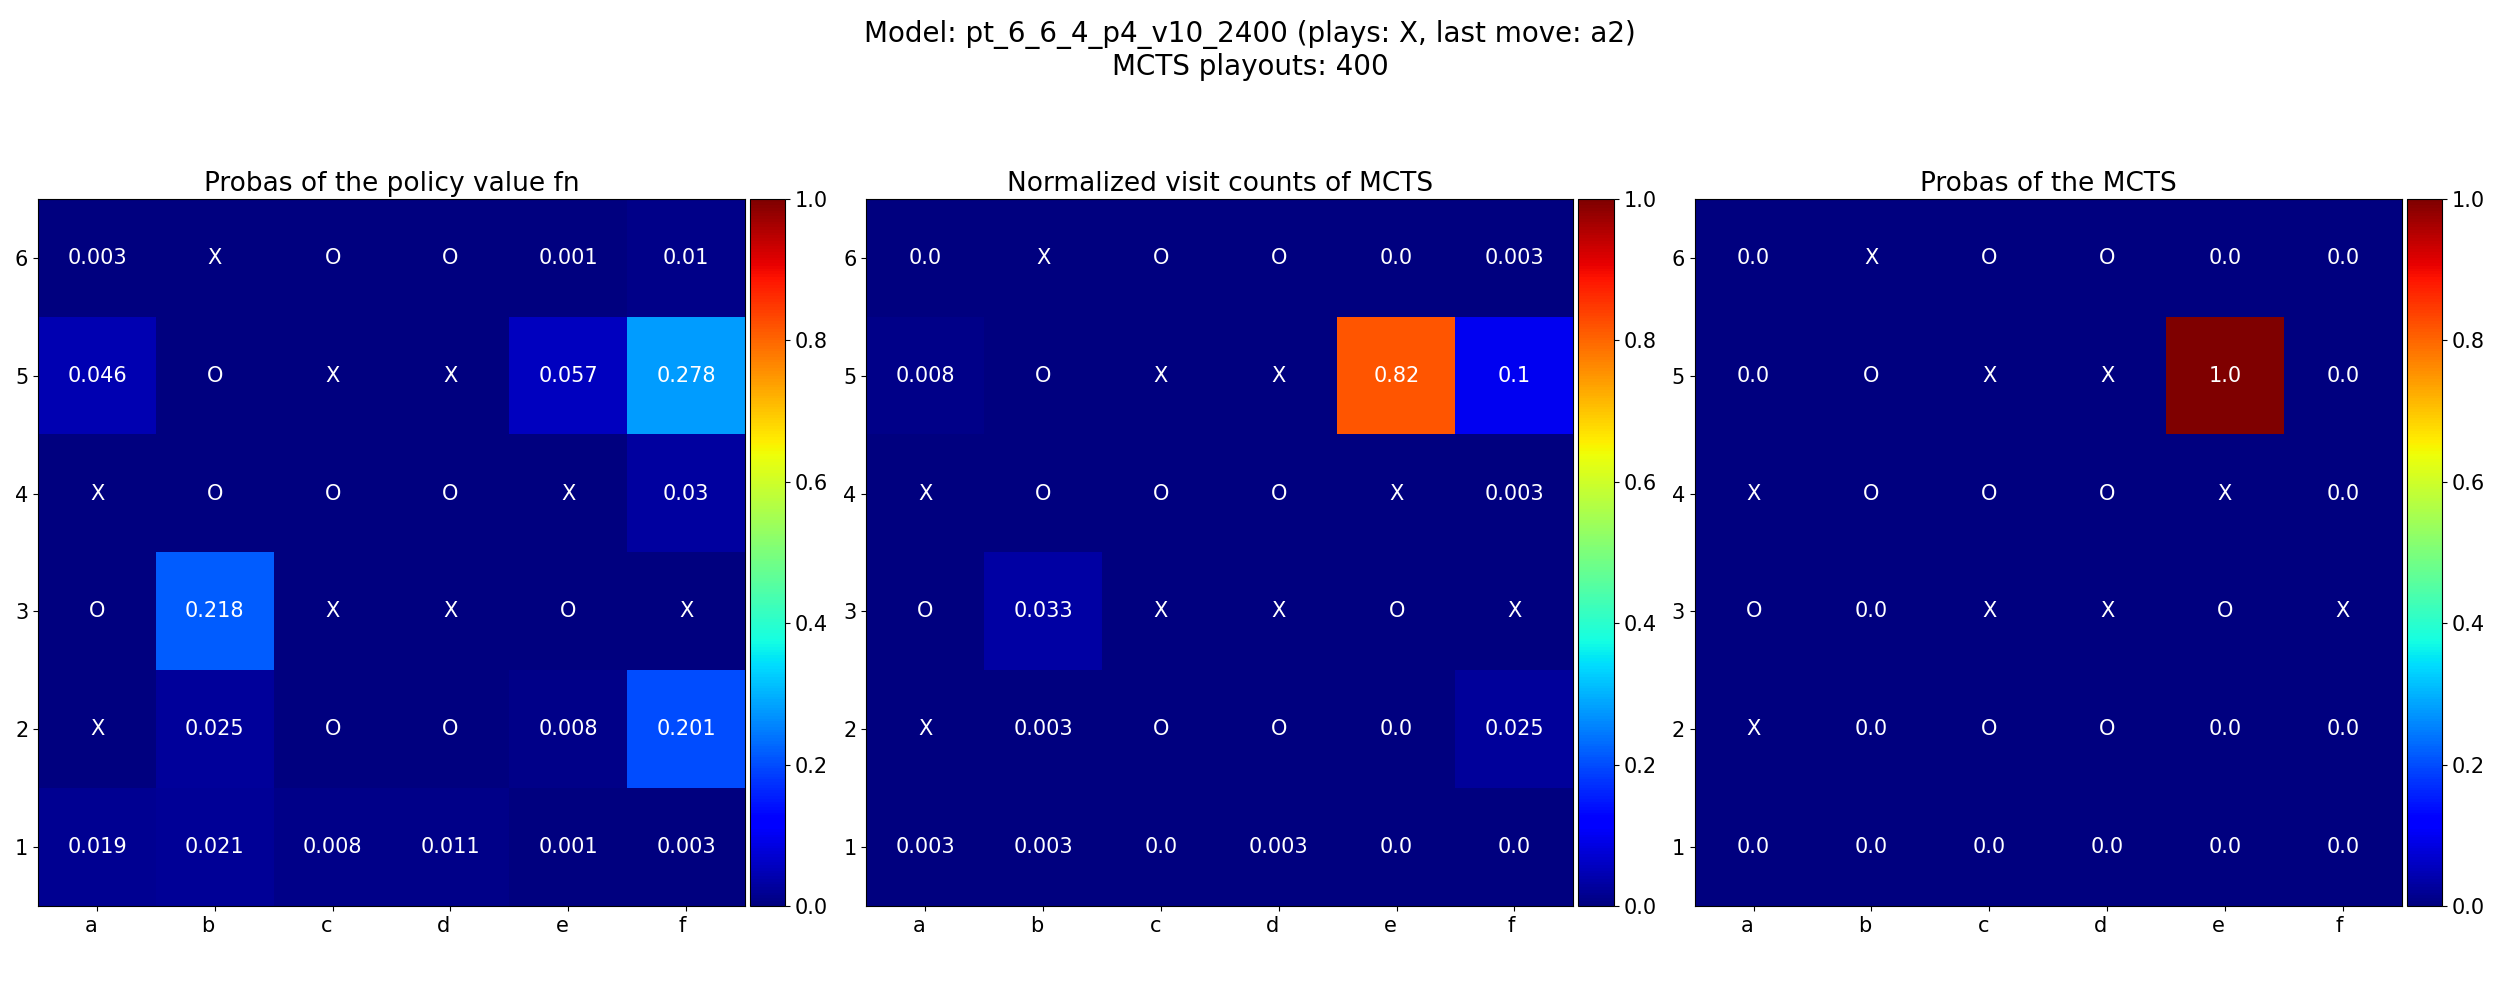 Model: pt_6_6_4_p4_v10_2400 (plays: X, last move: a2)
MCTS playouts: 400
Probas of the policy value fn
6 0.003 X O O 0.001 0.01
5 0.046 O X X 0.057 0.278
4 X O O O X 0.03
3 O 0.218 X X O X
2 X 0.025 O O 0.008 0.201
1 0.019 0.021 0.008 0.011 0.001 0.003
a b c d e f
1.0
0.8
0.6
0.4
0.2
0.0
Normalized visit counts of MCTS
6 0.0 X O O 0.0 0.003
5 0.008 O X X 0.82 0.1
4 X O O O X 0.003
3 O 0.033 X X O X
2 X 0.003 O O 0.0 0.025
1 0.003 0.003 0.0 0.003 0.0 0.0
a b c d e f
1.0
0.8
0.6
0.4
0.2
0.0
Probas of the MCTS
6 0.0 X O O 0.0 0.0
5 0.0 O X X 1.0 0.0
4 X O O O X 0.0
3 O 0.0 X X O X
2 X 0.0 O O 0.0 0.0
1 0.0 0.0 0.0 0.0 0.0 0.0
a b c d e f
1.0
0.8
0.6
0.4
0.2
0.0